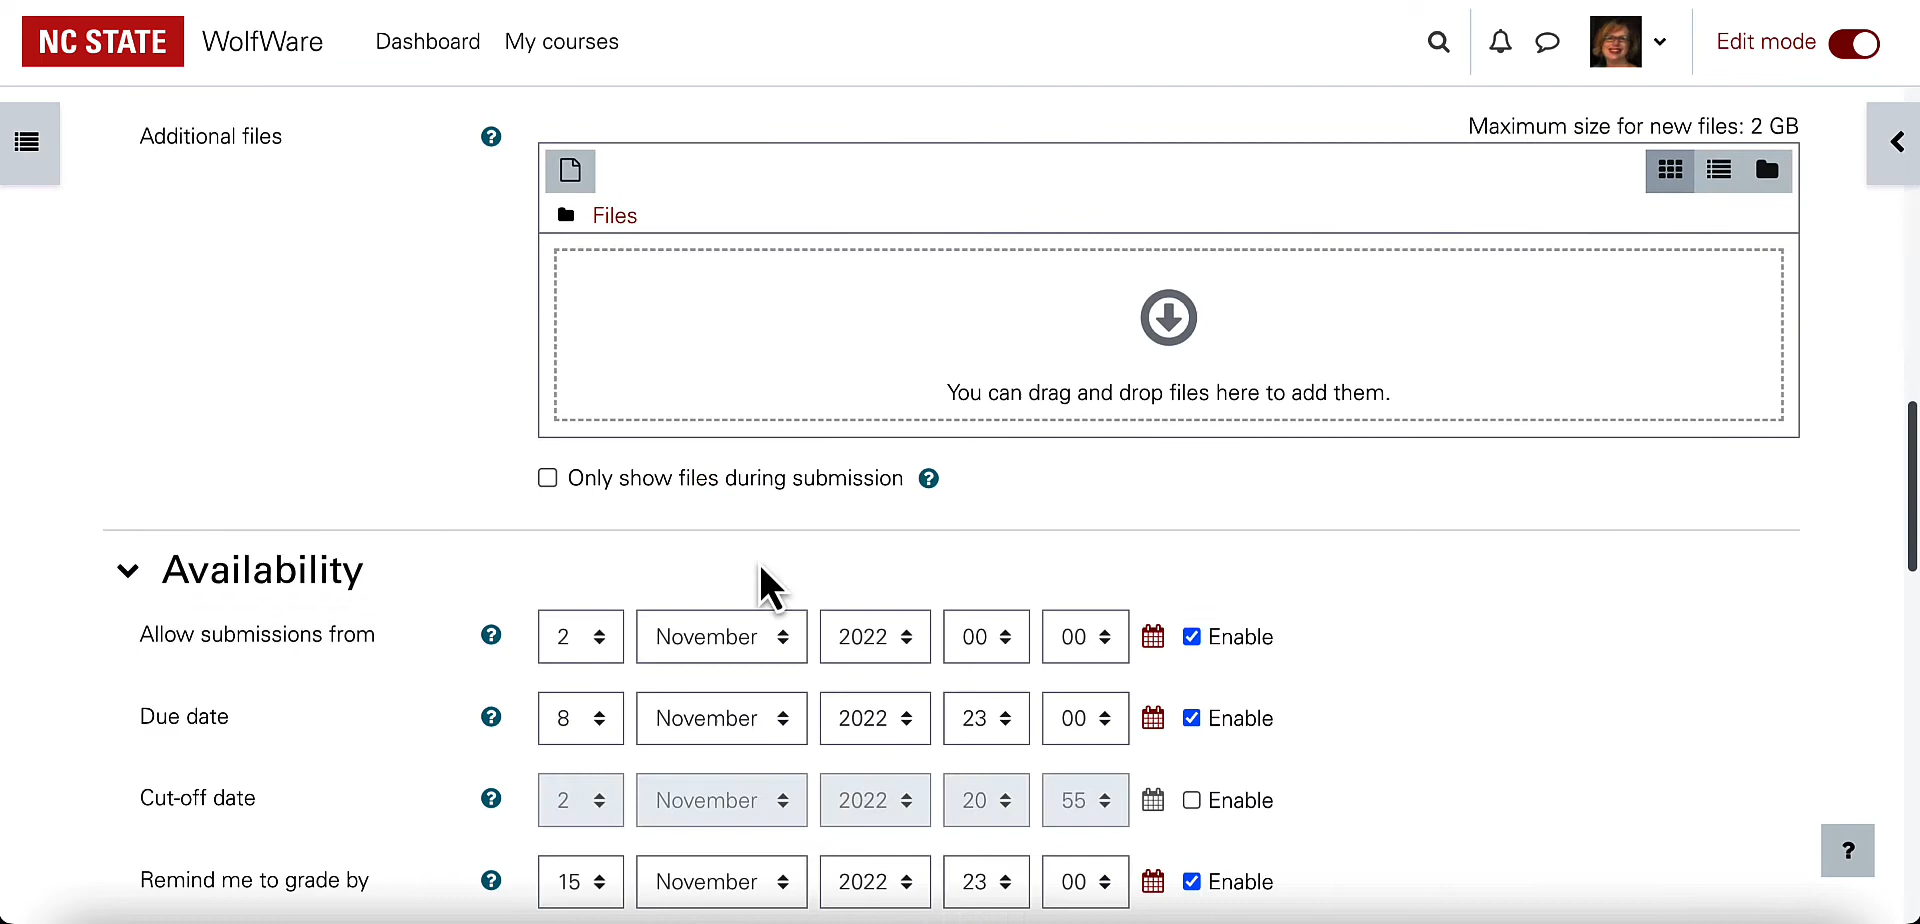 NC STATE WolfWare Dashboard My courses Edit mode
Additional files ? Maximum size for new files: 2 GB
Files
You can drag and drop files here to add them.
Only show files during submission ?
Availability
Allow submissions from ? 2 November 2022 00 00 Enable
Due date ? 8 November 2022 23 00 Enable
Cut-off date ? 2 November 2022 20 55 Enable
?
Remind me to grade by ? 15 November 2022 23 00 Enable